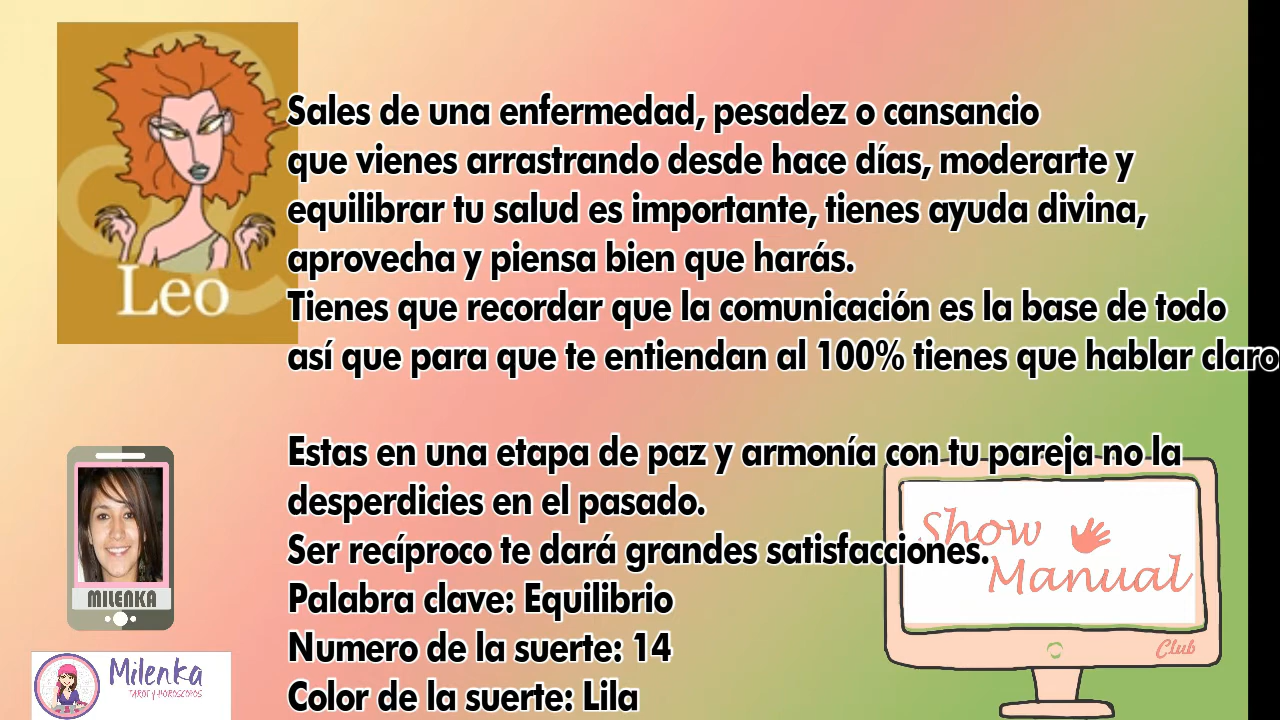 Sales de una enfermedad, pesadez o cansancio
que vienes arrastrando desde hace días, moderarte y
equilibrar tu salud es importante, tienes ayuda divina,
aprovecha y piensa bien que harás.
Tienes que recordar que la comunicación es la base de todo
así que para que te entiendan al 100% tienes que hablar claro
Leo
Estas en una etapa de paz y armonía con tu pareja no la
desperdicies en el pasado.
Ser recíproco te dará grandes satisfacciones.
Palabra clave: Equilibrio
Numero de la suerte: 14
Color de la suerte: Lila
MILENKA
Milenka
TAROT Y HOROSCOPOS
Show
Manual
Club